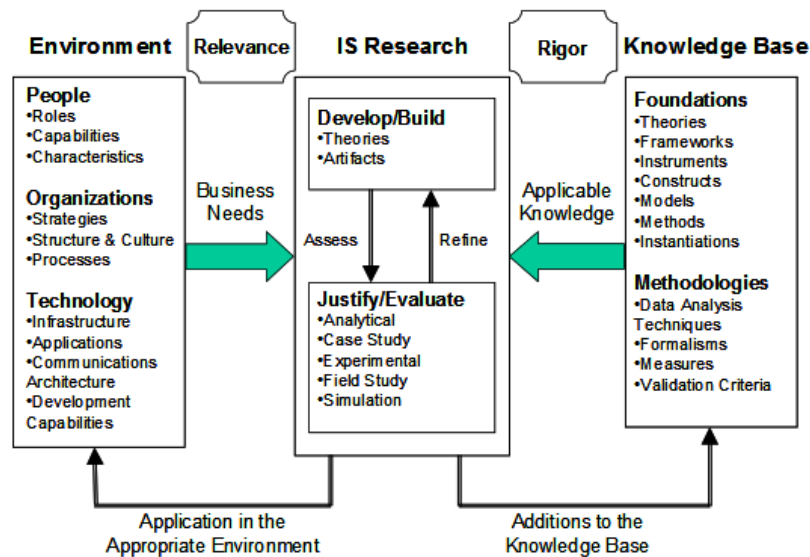 Environment
Relevance
IS Research
Rigor
Knowledge Base
People
•Roles
•Capabilities
•Characteristics
Organizations
•Strategies
•Structure & Culture
•Processes
Technology
•Infrastructure
•Applications
•Communications
Architecture
•Development
Capabilities
Business
Needs
Develop/Build
•Theories
•Artifacts
Assess
Refine
Justify/Evaluate
•Analytical
•Case Study
•Experimental
•Field Study
•Simulation
Applicable
Knowledge
Foundations
•Theories
•Frameworks
•Instruments
•Constructs
•Models
•Methods
•Instantiations
Methodologies
•Data Analysis
Techniques
•Formalisms
•Measures
•Validation Criteria
Application in the
Appropriate Environment
Additions to the
Knowledge Base